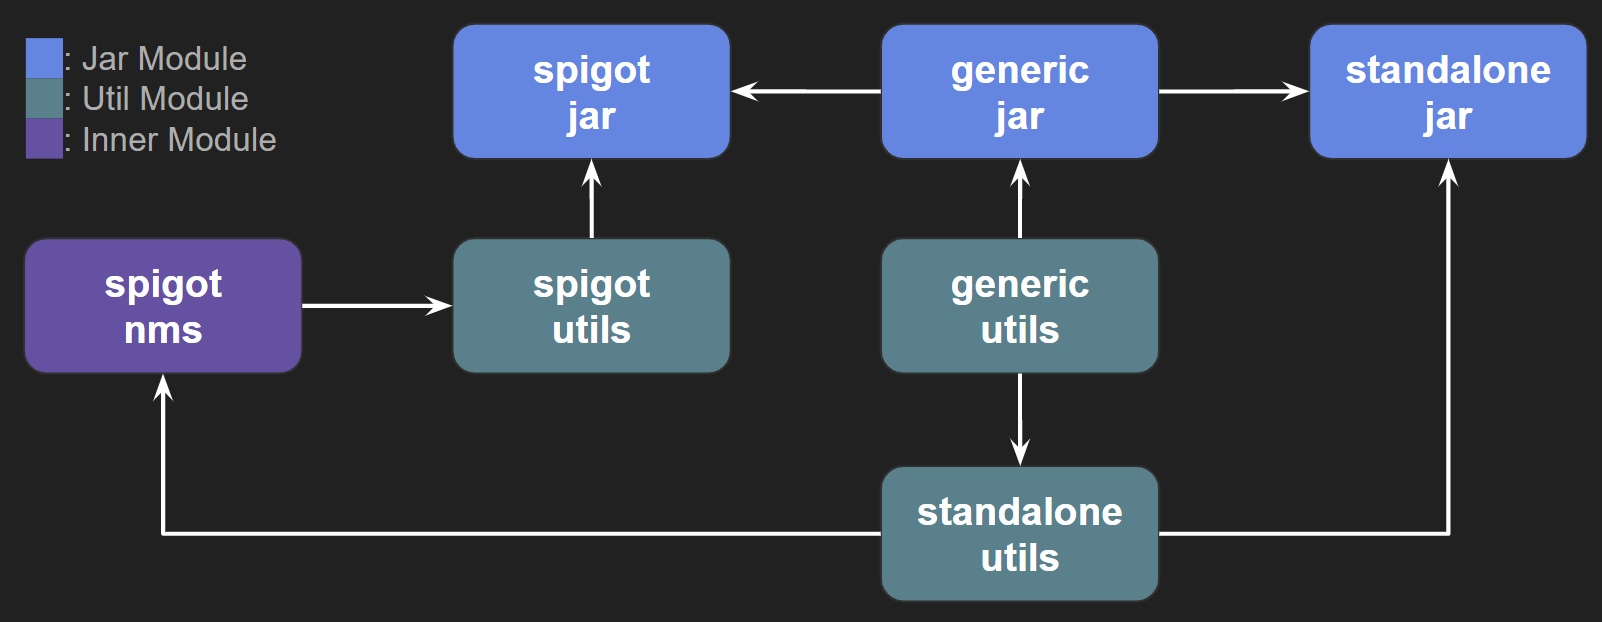 : Jar Module
: Util Module
: Inner Module
spigot
jar
generic
jar
standalone
jar
spigot
nms
spigot
utils
generic
utils
standalone
utils